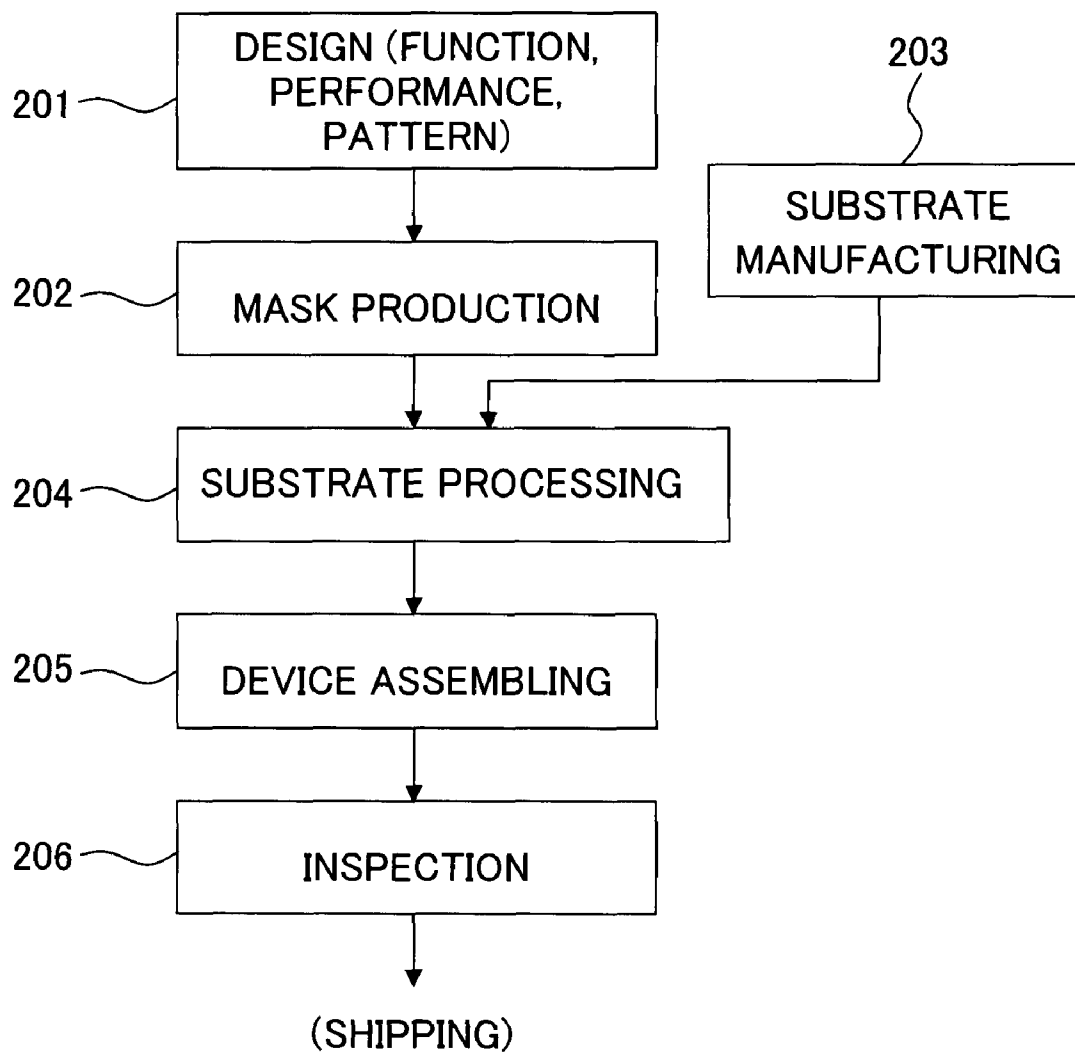 201
DESIGN (FUNCTION,
PERFORMANCE,
PATTERN)
203
SUBSTRATE
MANUFACTURING
202
MASK PRODUCTION
204
SUBSTRATE PROCESSING
205
DEVICE ASSEMBLING
206
INSPECTION
(SHIPPING)